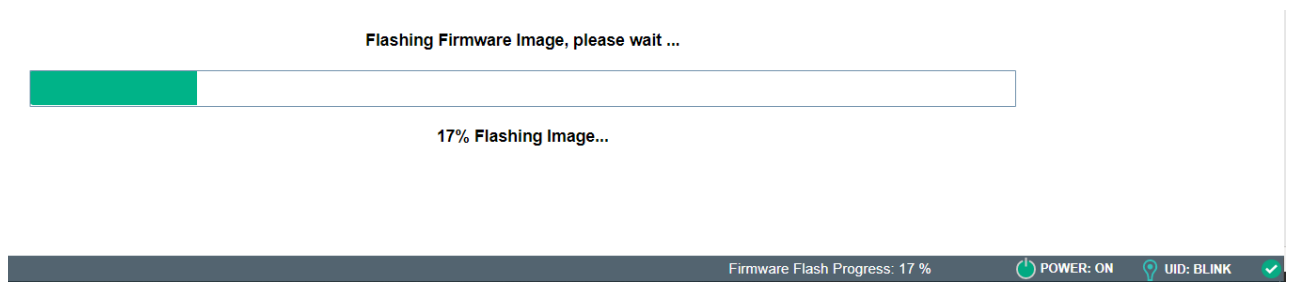 Flashing Firmware Image, please wait ...
17% Flashing Image...
Firmware Flash Progress: 17 % POWER: ON UID: BLINK